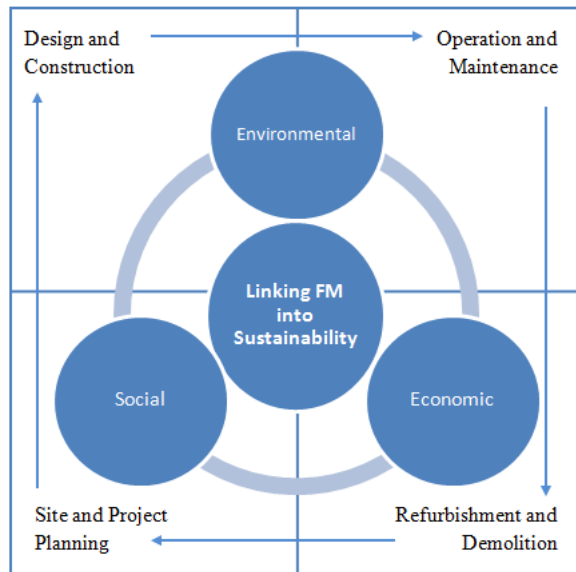 Design and
Construction
Operation and
Maintenance
Environmental
Linking FM
into
Sustainability
Social
Economic
Site and Project
Planning
Refurbishment and
Demolition